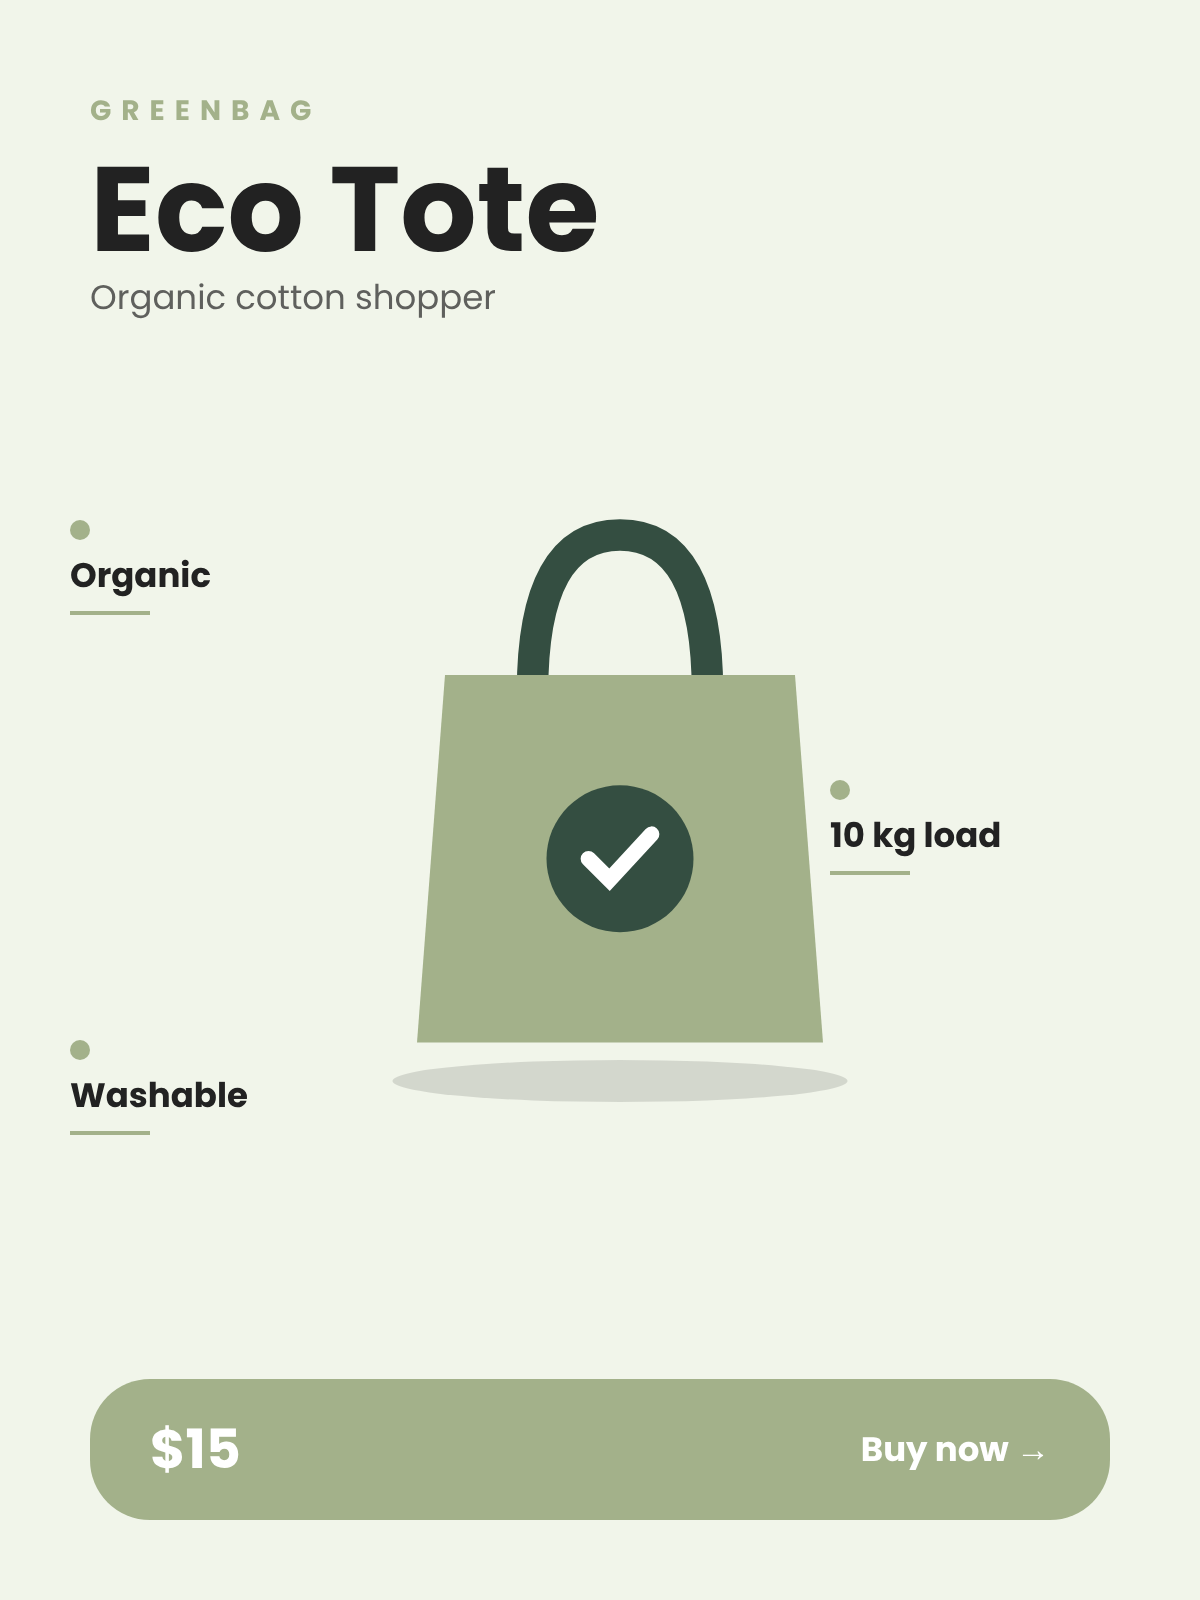 GREENBAG
Eco Tote
Organic cotton shopper
Organic
10 kg load
Washable
$15
Buy now →